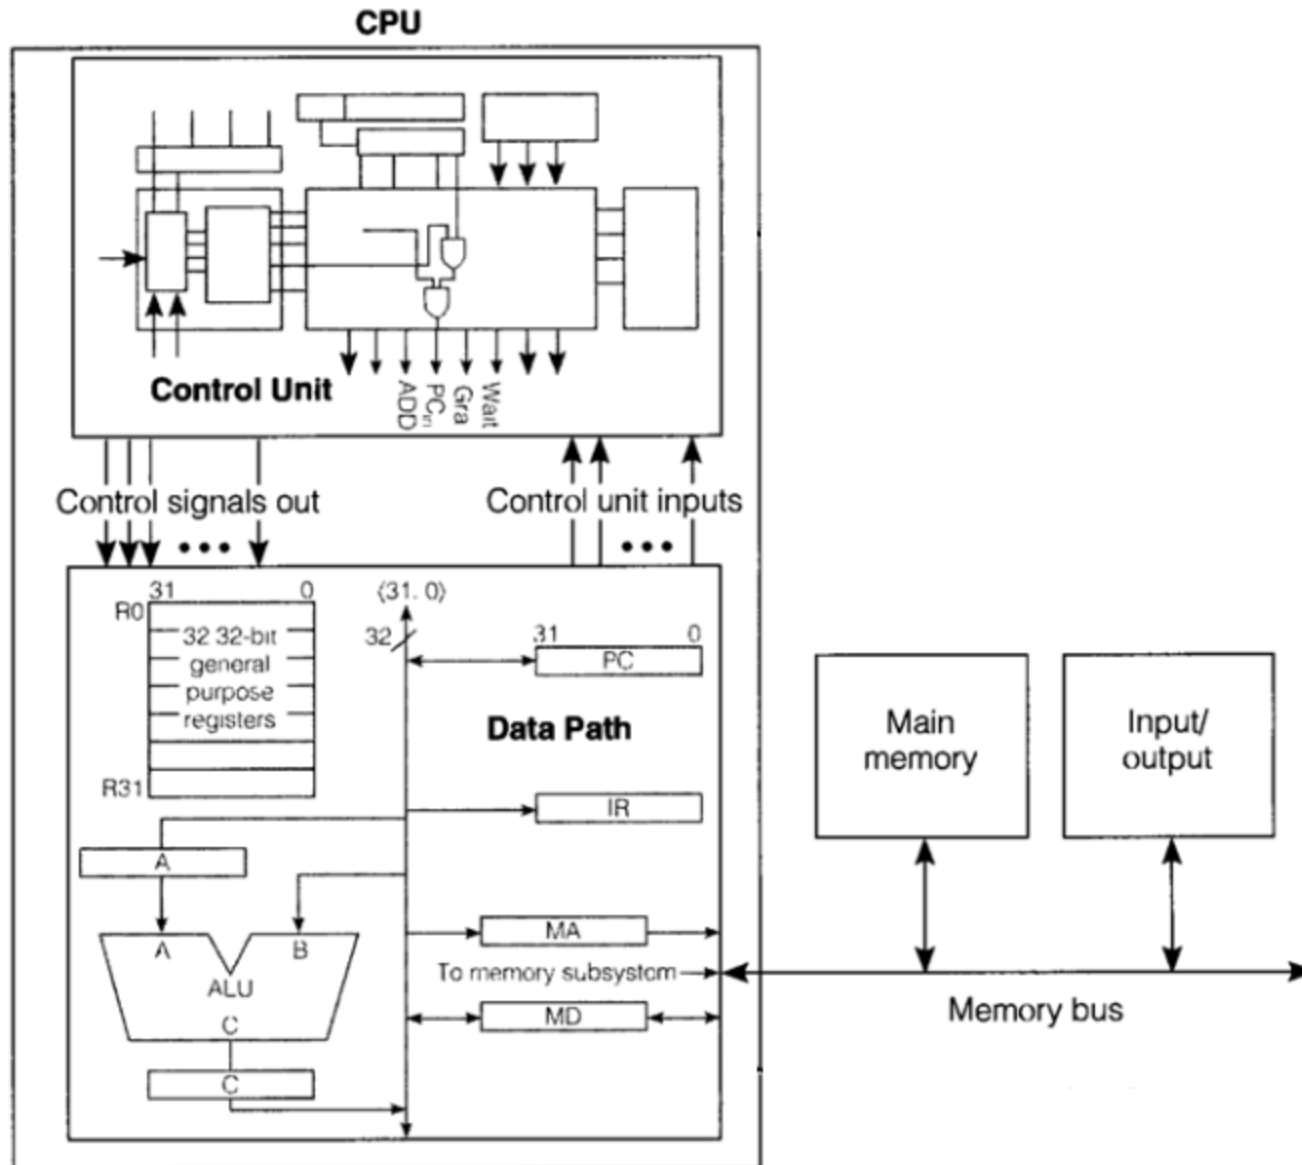 CPU
Control Unit
ADD
PCin
Gra
Wait
Control signals out
Control unit inputs
31 0
R0
32 32-bit
general
purpose
registers
R31
⟨31. 0⟩
32
31 0
PC
Data Path
IR
A
A B
ALU
C
C
MA
To memory subsystem
MD
Main
memory
Input/
output
Memory bus